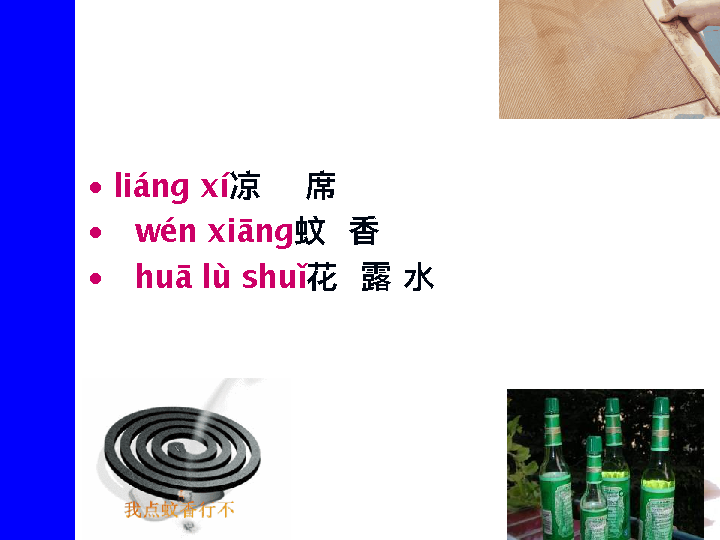 • liáng xí凉 席
• wén xiāng蚊 香
• huā lù shuǐ花 露 水
我点蚊香行不